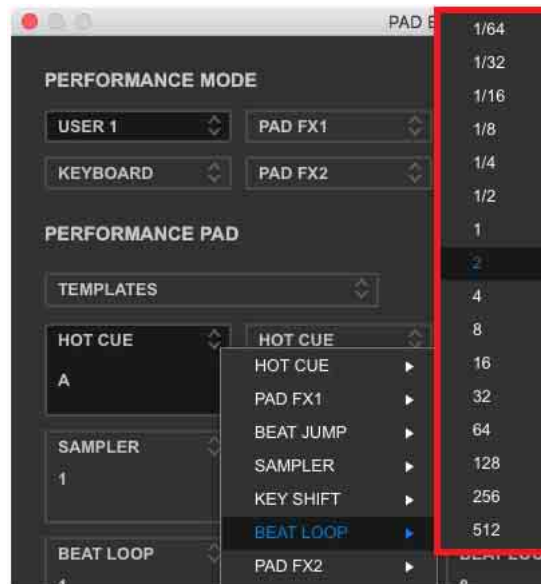 PAD E
PERFORMANCE MODE
USER 1
PAD FX1
KEYBOARD
PAD FX2
PERFORMANCE PAD
TEMPLATES
HOT CUE
HOT CUE
A
SAMPLER
1
BEAT LOOP
1
HOT CUE
PAD FX1
BEAT JUMP
SAMPLER
KEY SHIFT
BEAT LOOP
PAD FX2
1/64
1/32
1/16
1/8
1/4
1/2
1
2
4
8
16
32
64
128
256
512